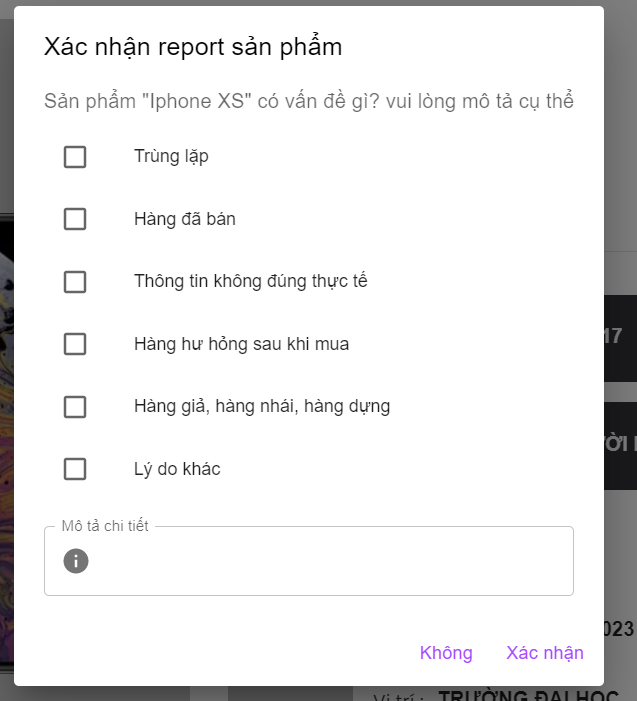 Xác nhận report sản phẩm
Sản phẩm "Iphone XS" có vấn đề gì? vui lòng mô tả cụ thể
Trùng lặp
Hàng đã bán
Thông tin không đúng thực tế
Hàng hư hỏng sau khi mua
17
Hàng giả, hàng nhái, hàng dựng
ƯỜI
Lý do khác
Mô tả chi tiết
023
Không Xác nhận
Vị trí : TRƯỜNG ĐẠI HỌC